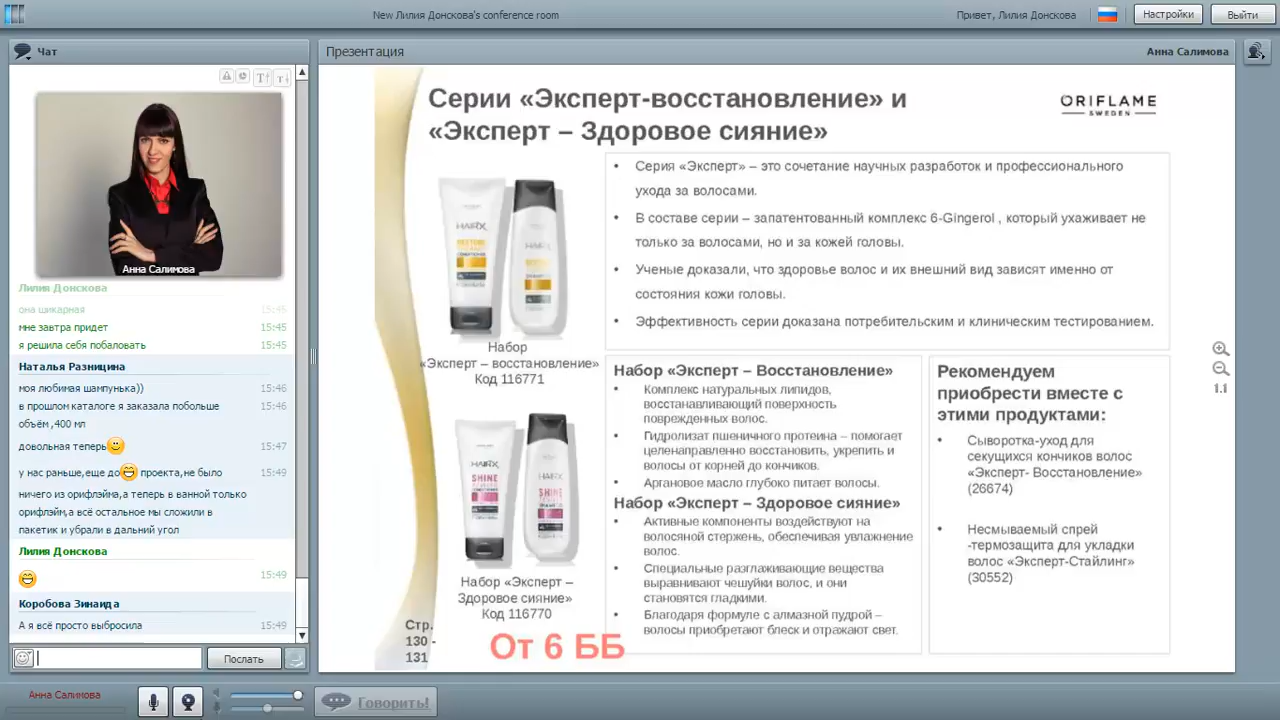 New Лилия Донскова's conference room
Привет, Лилия Донскова
Настройки
Выйти
Чат
Анна Салимова
Лилия Донскова
она шикарная 15:45
мне завтра придет 15:45
я решила себя побаловать 15:45
Наталья Разницина
моя любимая шампунька)) 15:46
в прошлом каталоге я заказала побольше 15:46
объём ,400 мл
довольная теперь 15:47
у нас раньше,еще до проекта,не было 15:49
ничего из орифлэйна,а теперь в ванной только
орифлэйм,а всё остальное мы сложили в
пакетик и убрали в дальний угол
Лилия Донскова
15:49
Коробова Зинаида
А я всё просто выбросила 15:49
Послать
Анна Салимова
Говорить!
Презентация
Анна Салимова
Серии «Эксперт-восстановление» и
«Эксперт – Здоровое сияние»
ORIFLAME
SWEDEN
• Серия «Эксперт» – это сочетание научных разработок и профессионального
ухода за волосами.
• В составе серии – запатентованный комплекс 6-Gingerol , который ухаживает не
только за волосами, но и за кожей головы.
• Ученые доказали, что здоровье волос и их внешний вид зависят именно от
состояния кожи головы.
• Эффективность серии доказана потребительским и клиническим тестированием.
HAIRX
Набор
«Эксперт – восстановление»
Код 116771
HAIRX
SHINE
HAIRX
SHINE
Набор «Эксперт –
Здоровое сияние»
Код 116770
Набор «Эксперт – Восстановление»
• Комплекс натуральных липидов,
восстанавливающий поверхность
поврежденных волос.
• Гидролизат пшеничного протеина – помогает
целенаправленно восстановить, укрепить и
волосы от корней до кончиков.
• Аргановое масло глубоко питает волосы.
Набор «Эксперт – Здоровое сияние»
• Активные компоненты воздействуют на
волосяной стержень, обеспечивая увлажнение
волос.
• Специальные разглаживающие вещества
выравнивают чешуйки волос, и они
становятся гладкими.
• Благодаря формуле с алмазной пудрой –
волосы приобретают блеск и отражают свет.
Рекомендуем
приобрести вместе с
этими продуктами:
• Сыворотка-уход для
секущихся кончиков волос
«Эксперт- Восстановление»
(26674)
• Несмываемый спрей
-термозащита для укладки
волос «Эксперт-Стайлинг»
(30552)
Стр.
130 -
131
От 6 ББ
1.1